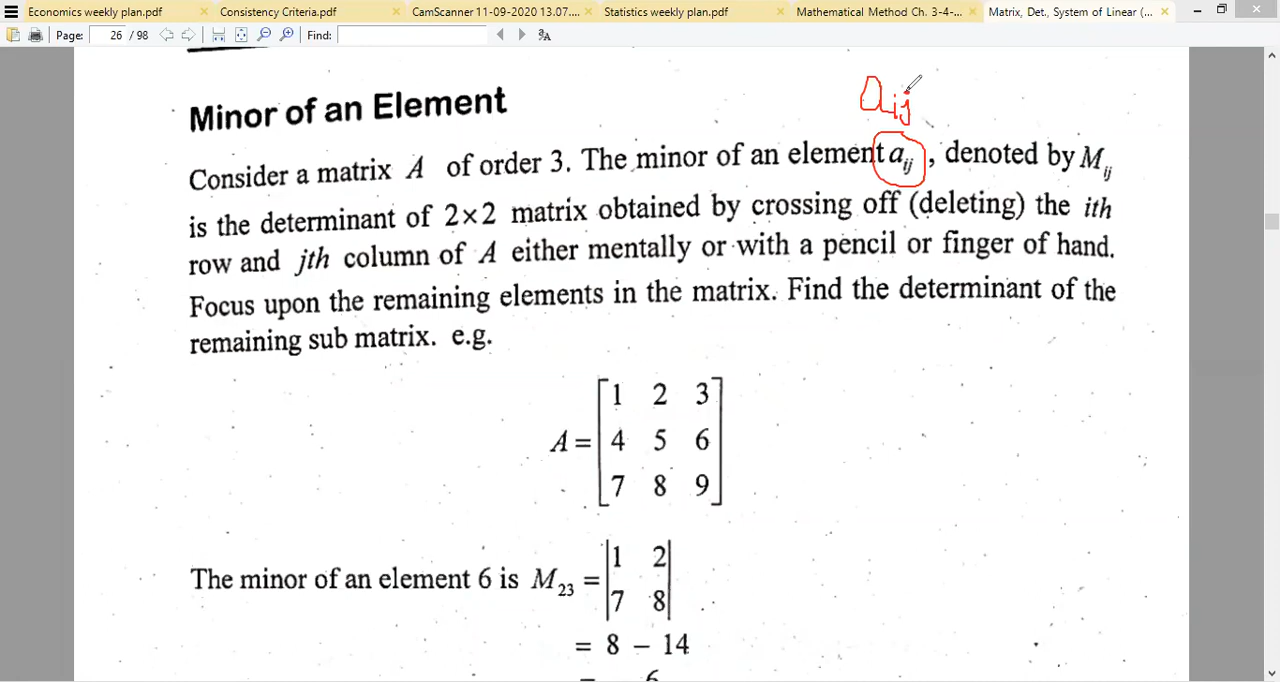 Economics weekly plan.pdf × Consistency Criteria.pdf × CamScanner 11-09-2020 13.07.... × Statistics weekly plan.pdf × Mathematical Method Ch. 3-4-... × Matrix, Det., System of Linear (... ×
Page: 26 / 98 Find:
aij
Minor of an Element
Consider a matrix A of order 3. The minor of an element aij , denoted by Mij
is the determinant of 2×2 matrix obtained by crossing off (deleting) the ith
row and jth column of A either mentally or with a pencil or finger of hand.
Focus upon the remaining elements in the matrix. Find the determinant of the
remaining sub matrix. e.g.
1 2 3
A = 4 5 6
7 8 9
1 2
The minor of an element 6 is M23 =
7 8
= 8 – 14